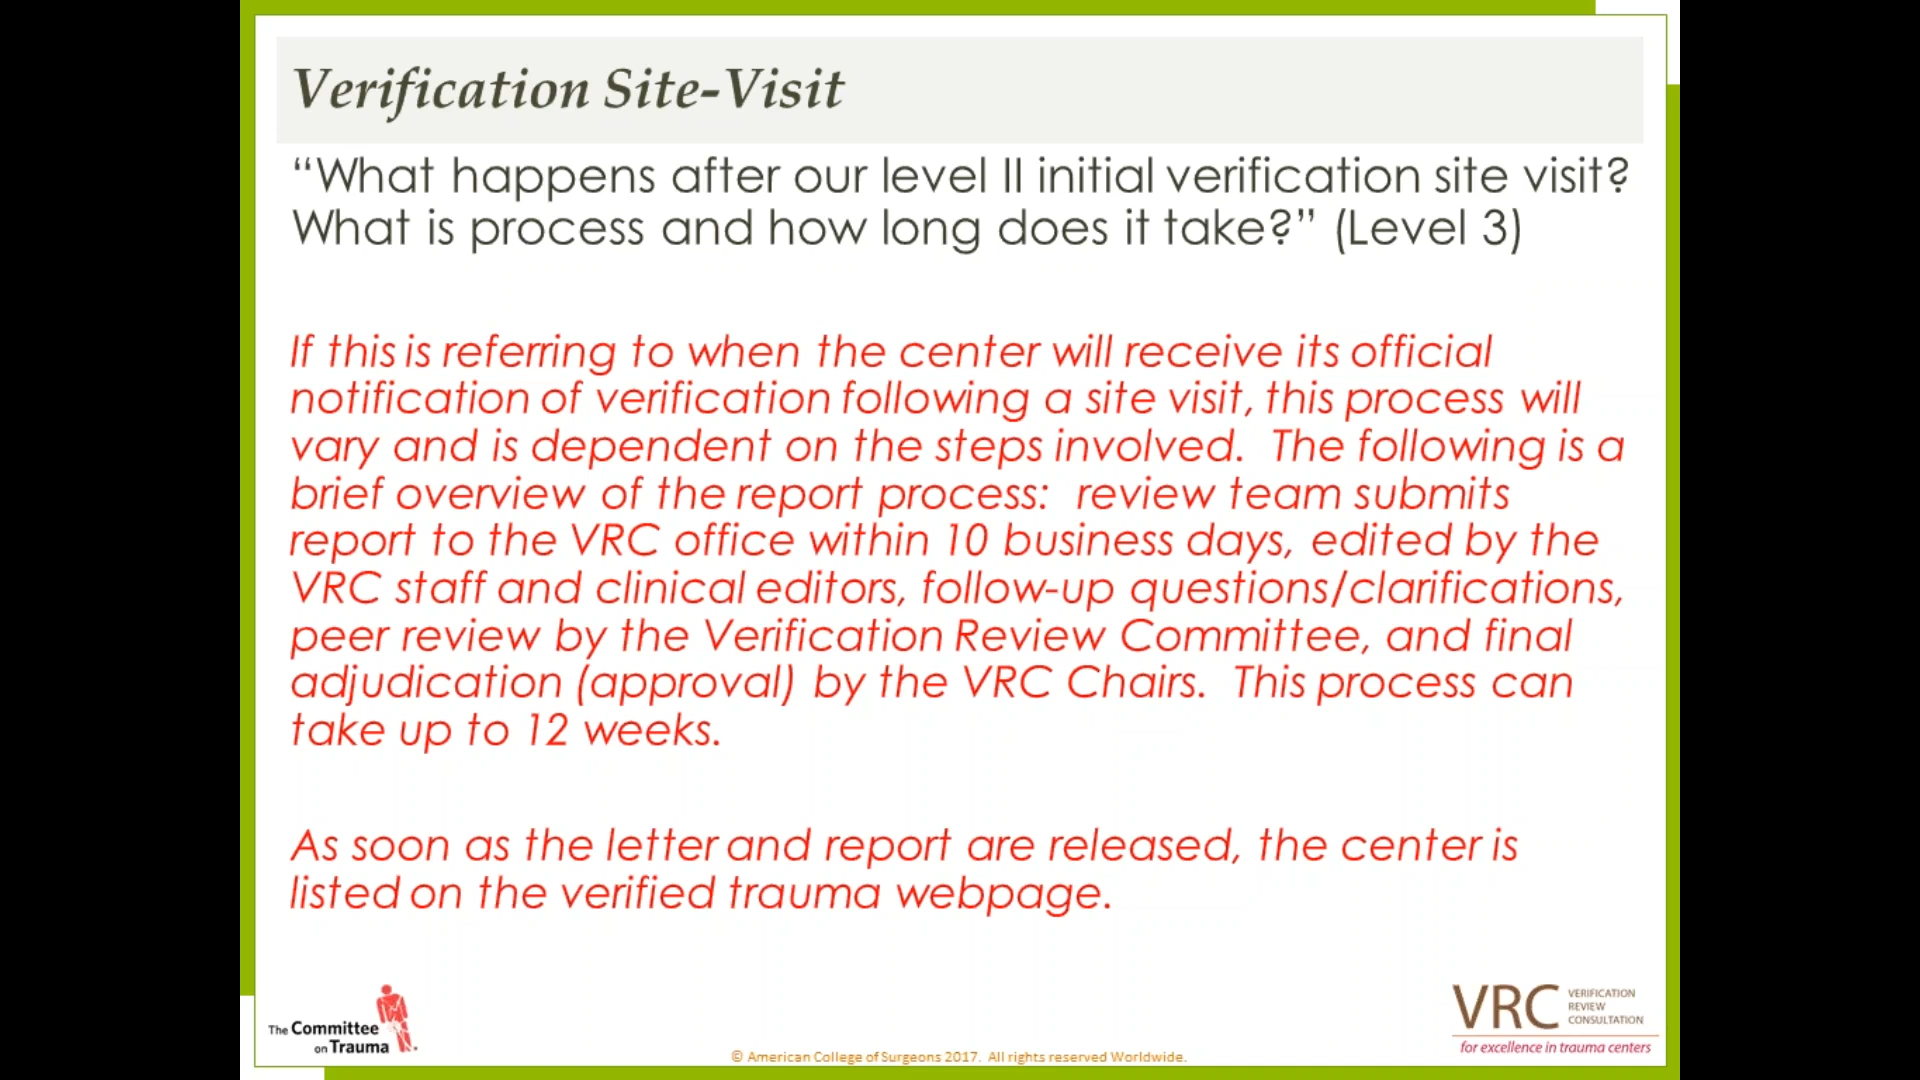 Verification Site-Visit
“What happens after our level II initial verification site visit?
What is process and how long does it take?” (Level 3)
If this is referring to when the center will receive its official
notification of verification following a site visit, this process will
vary and is dependent on the steps involved. The following is a
brief overview of the report process: review team submits
report to the VRC office within 10 business days, edited by the
VRC staff and clinical editors, follow-up questions/clarifications,
peer review by the Verification Review Committee, and final
adjudication (approval) by the VRC Chairs. This process can
take up to 12 weeks.
As soon as the letter and report are released, the center is
listed on the verified trauma webpage.
The Committee
on Trauma
© American College of Surgeons 2017. All rights reserved Worldwide.
VRC
VERIFICATION
REVIEW
CONSULTATION
for excellence in trauma centers